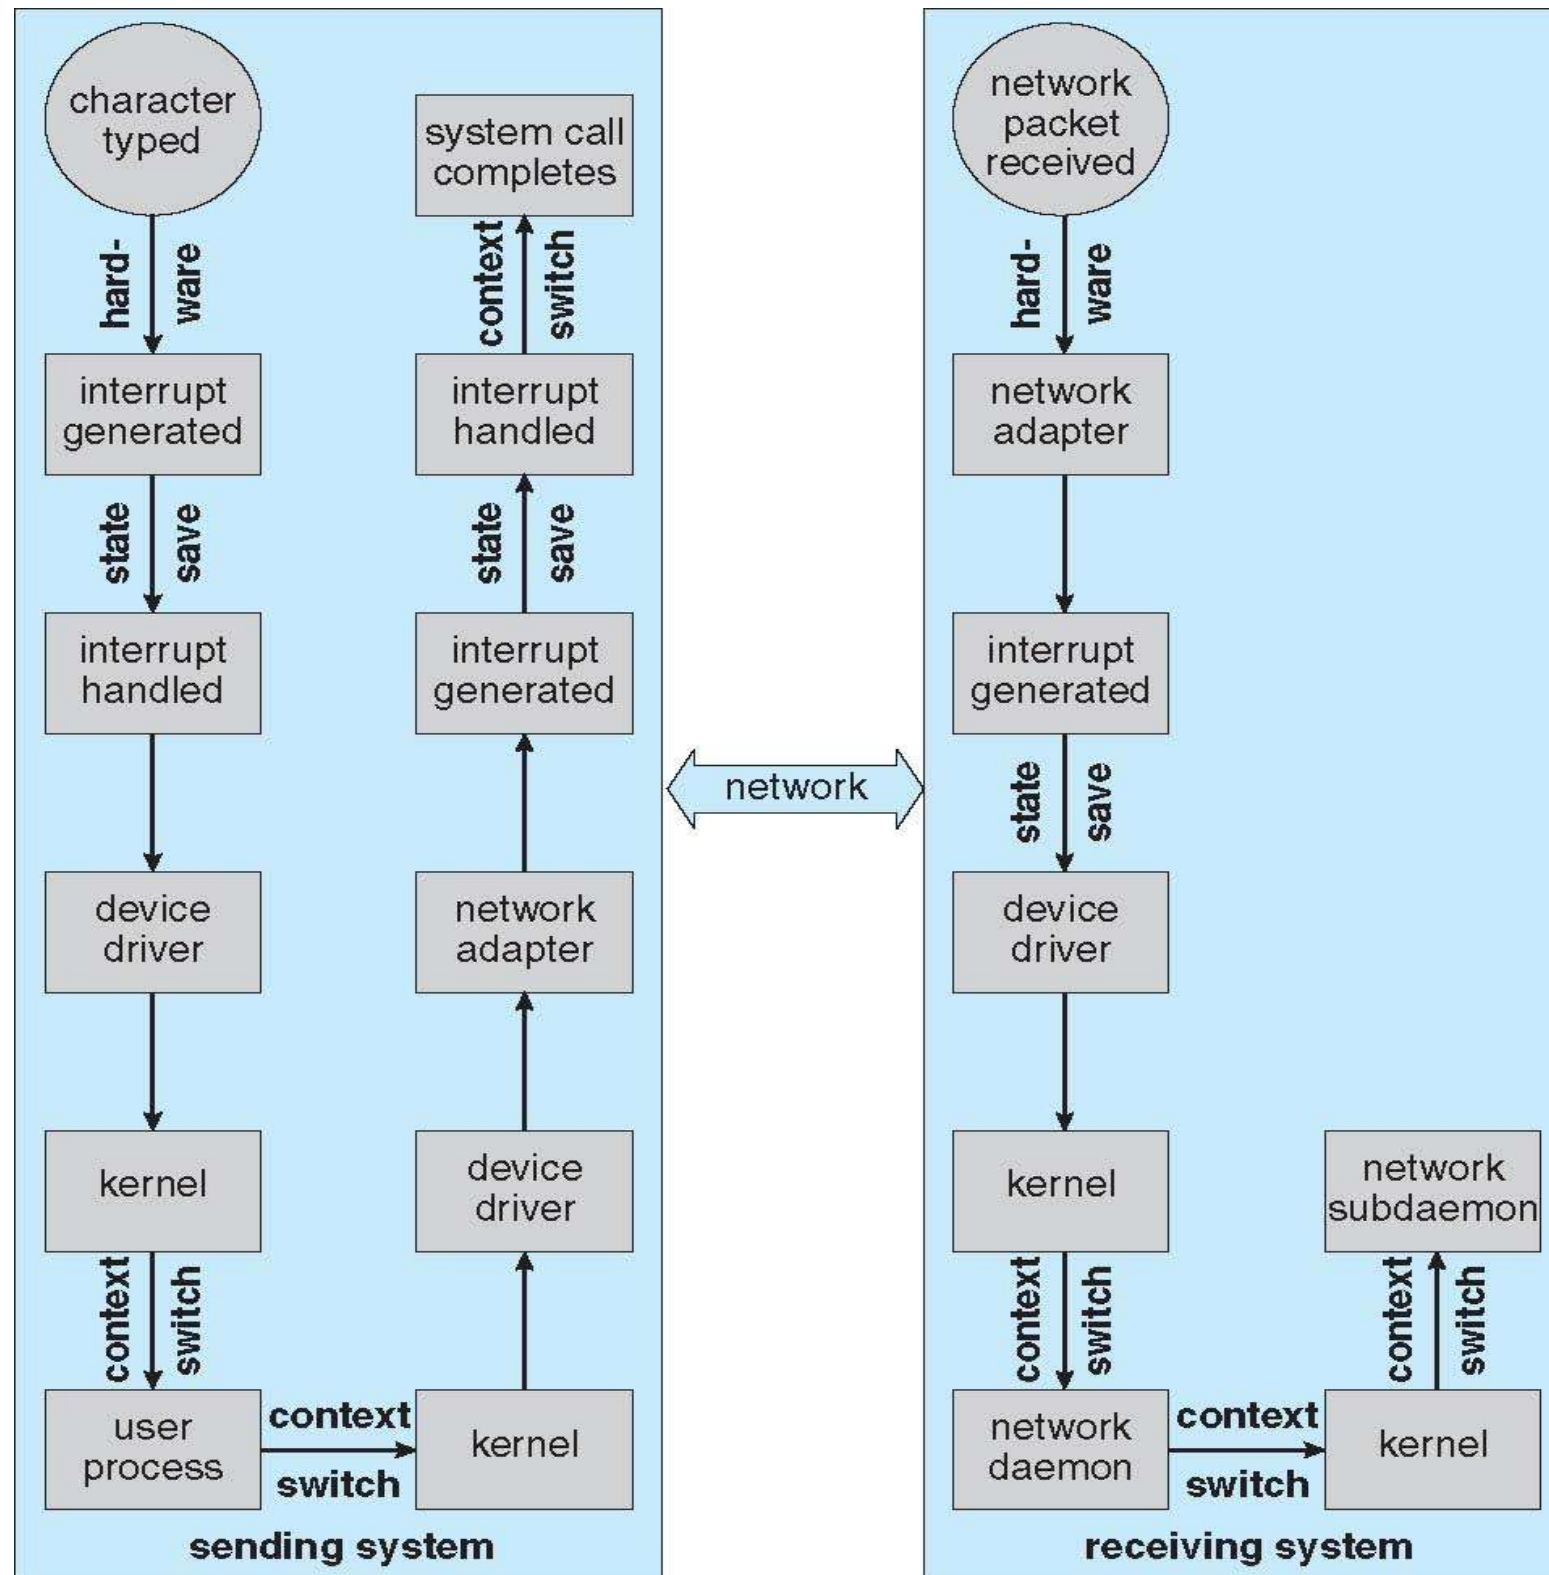 character
typed
hard-
ware
interrupt
generated
state
save
interrupt
handled
device
driver
kernel
context
switch
user
process
context
switch
kernel
device
driver
network
adapter
interrupt
generated
state
save
interrupt
handled
context
switch
system call
completes
sending system
network
network
packet
received
hard-
ware
network
adapter
interrupt
generated
state
save
device
driver
kernel
context
switch
network
daemon
context
switch
kernel
context
switch
network
subdaemon
receiving system